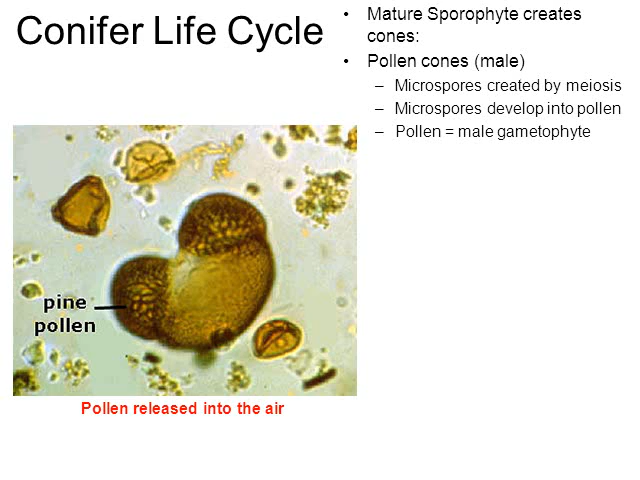 Conifer Life Cycle
• Mature Sporophyte creates
cones:
• Pollen cones (male)
– Microspores created by meiosis
– Microspores develop into pollen
– Pollen = male gametophyte
pine
pollen
Pollen released into the air